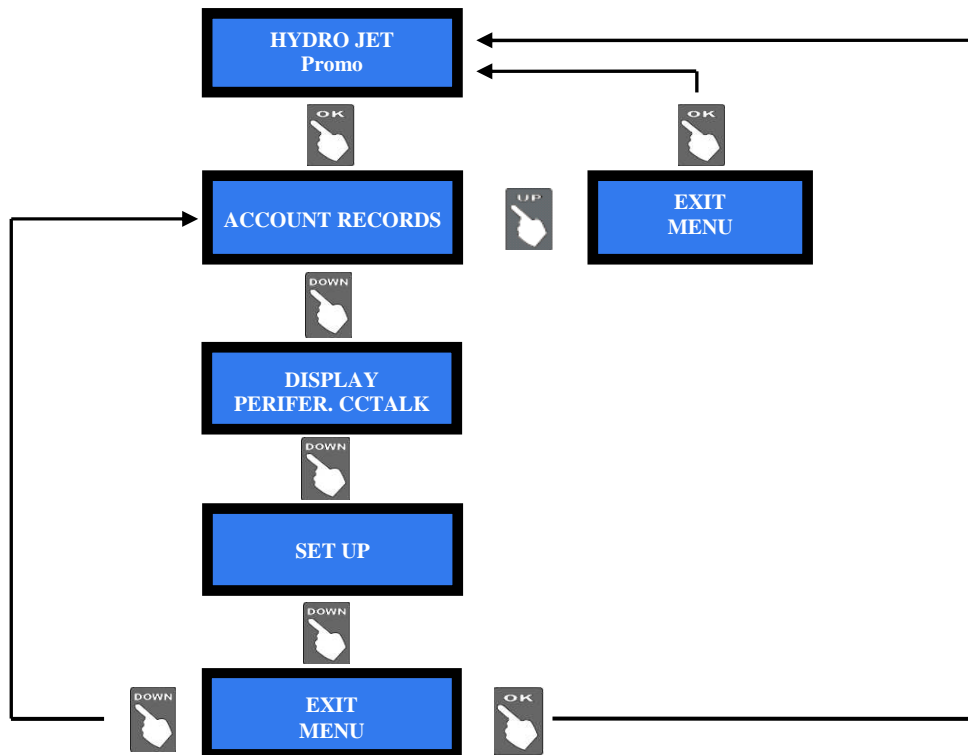 HYDRO JET
Promo
OK
OK
ACCOUNT RECORDS
UP
EXIT
MENU
DOWN
DISPLAY
PERIFER. CCTALK
DOWN
SET UP
DOWN
DOWN
EXIT
MENU
OK